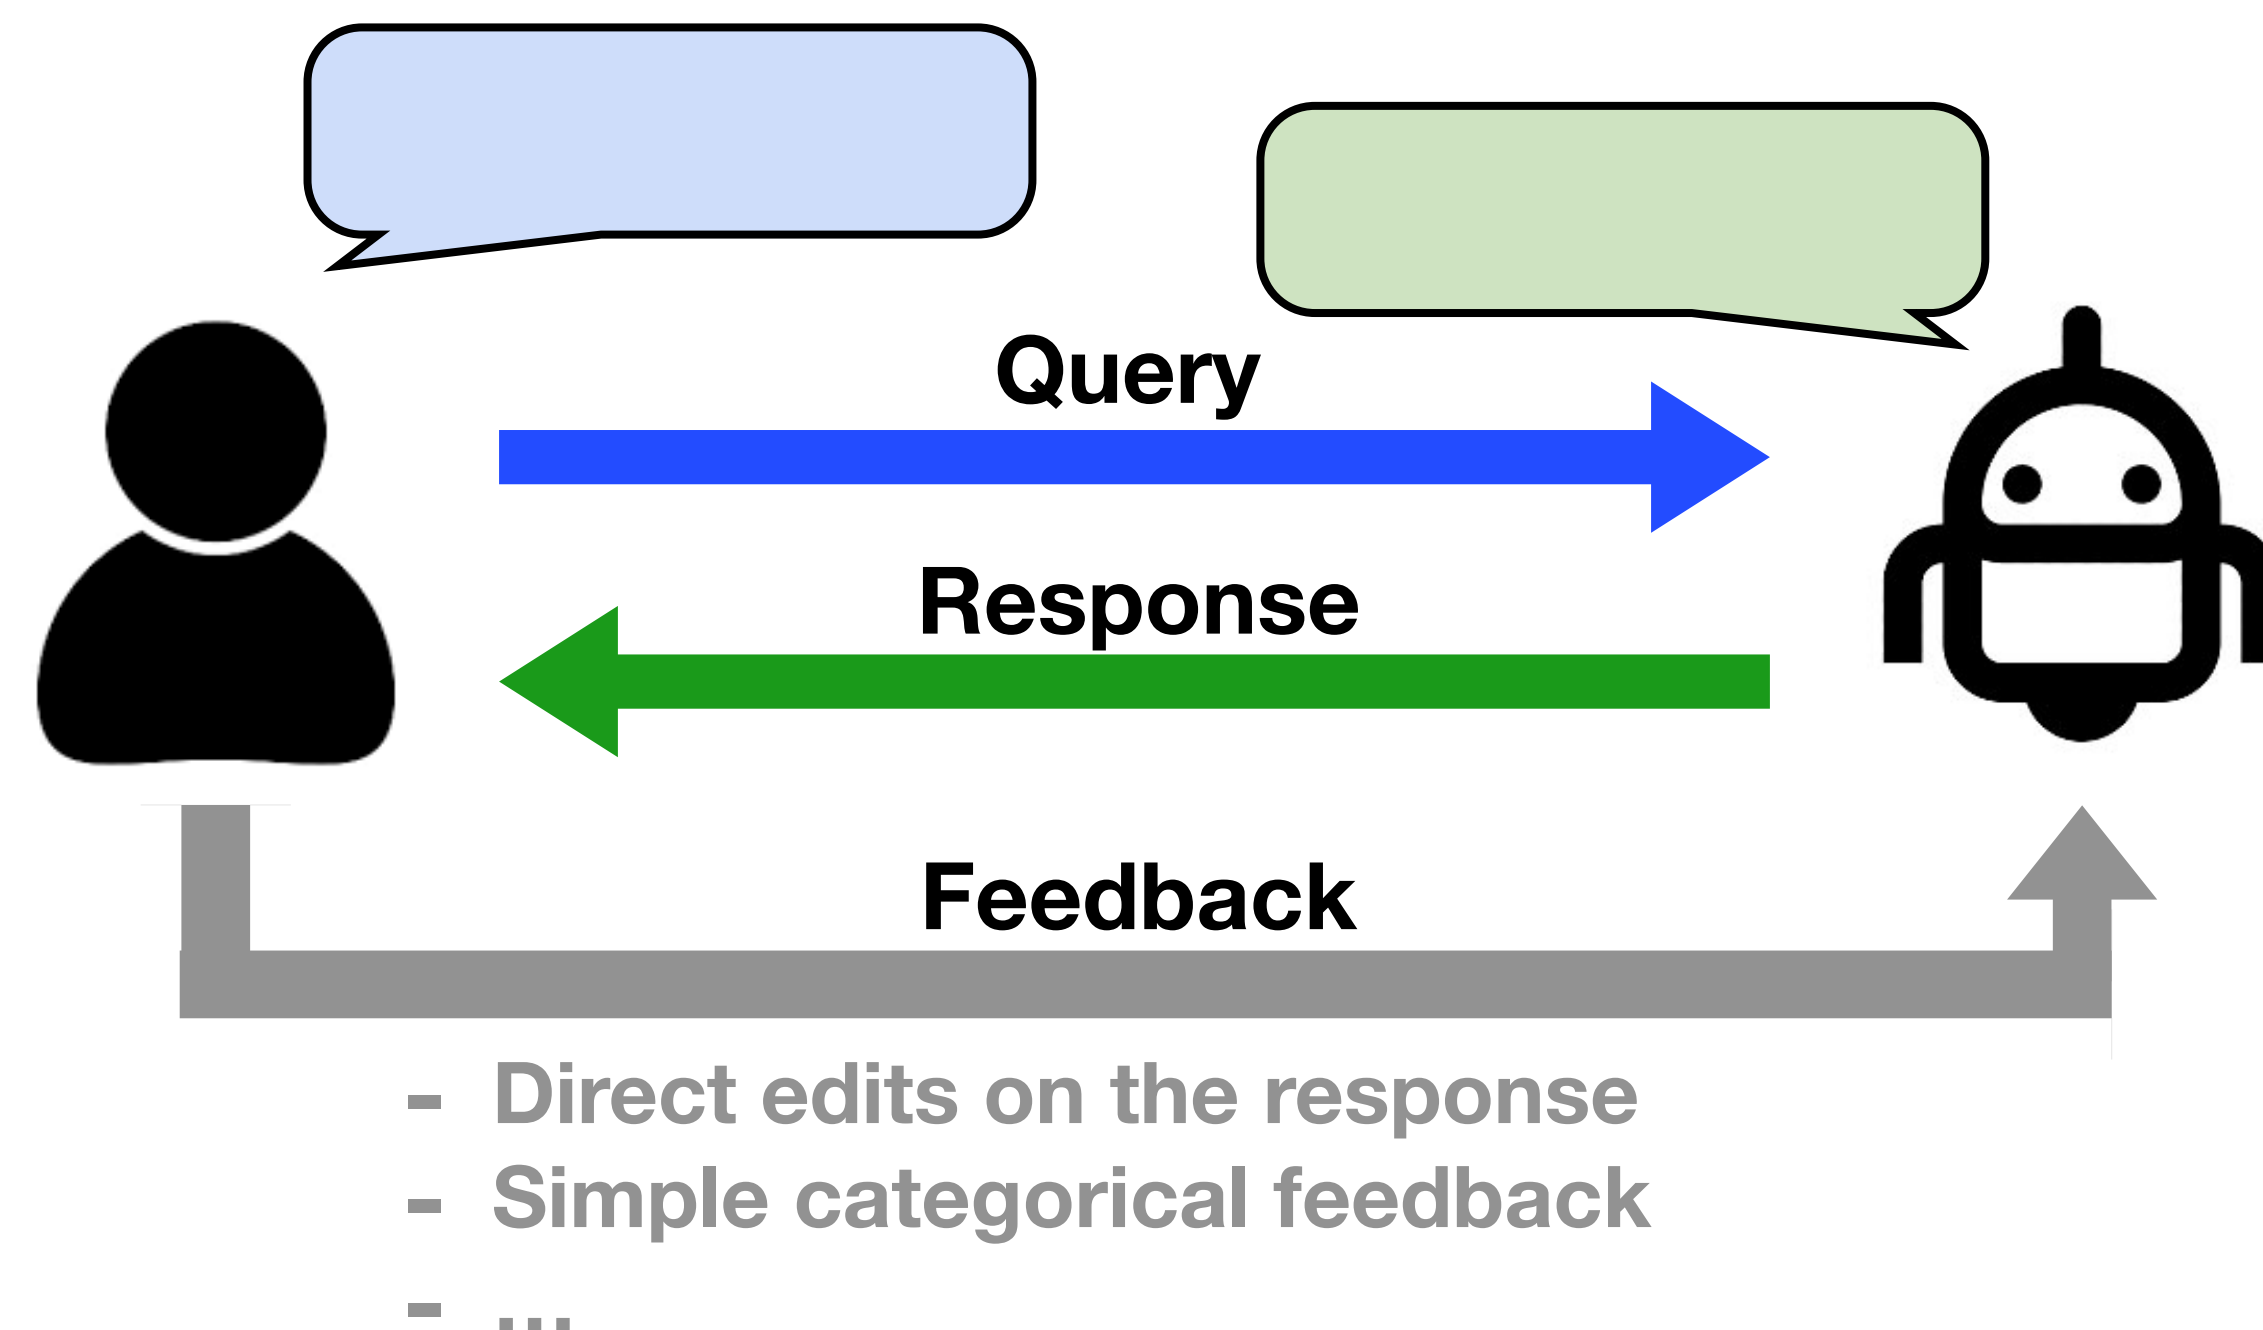 Query
Response
Feedback
- Direct edits on the response
- Simple categorical feedback
- ...